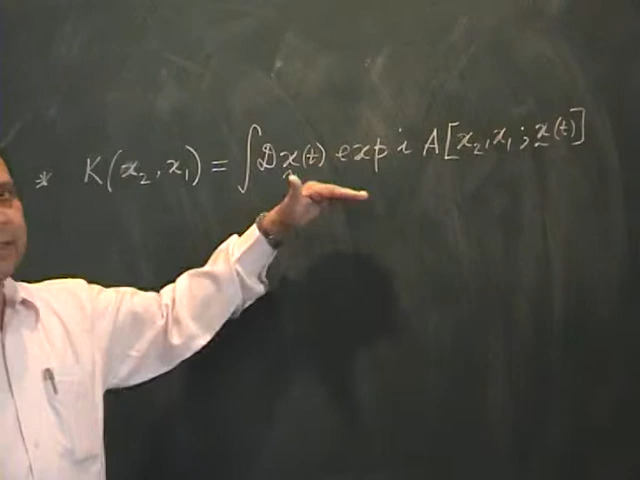 * K(x₂, x₁) = ∫ 𝒟x̰(t) exp i A[x₂, x₁; x̰(t)]